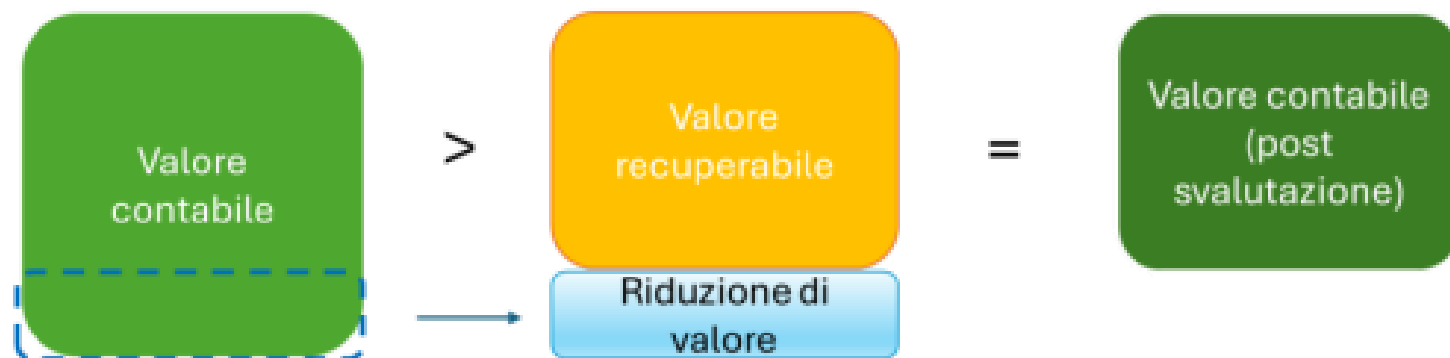 Valore
contabile
>
Valore
recuperabile
Riduzione di
valore
=
Valore contabile
(post
svalutazione)